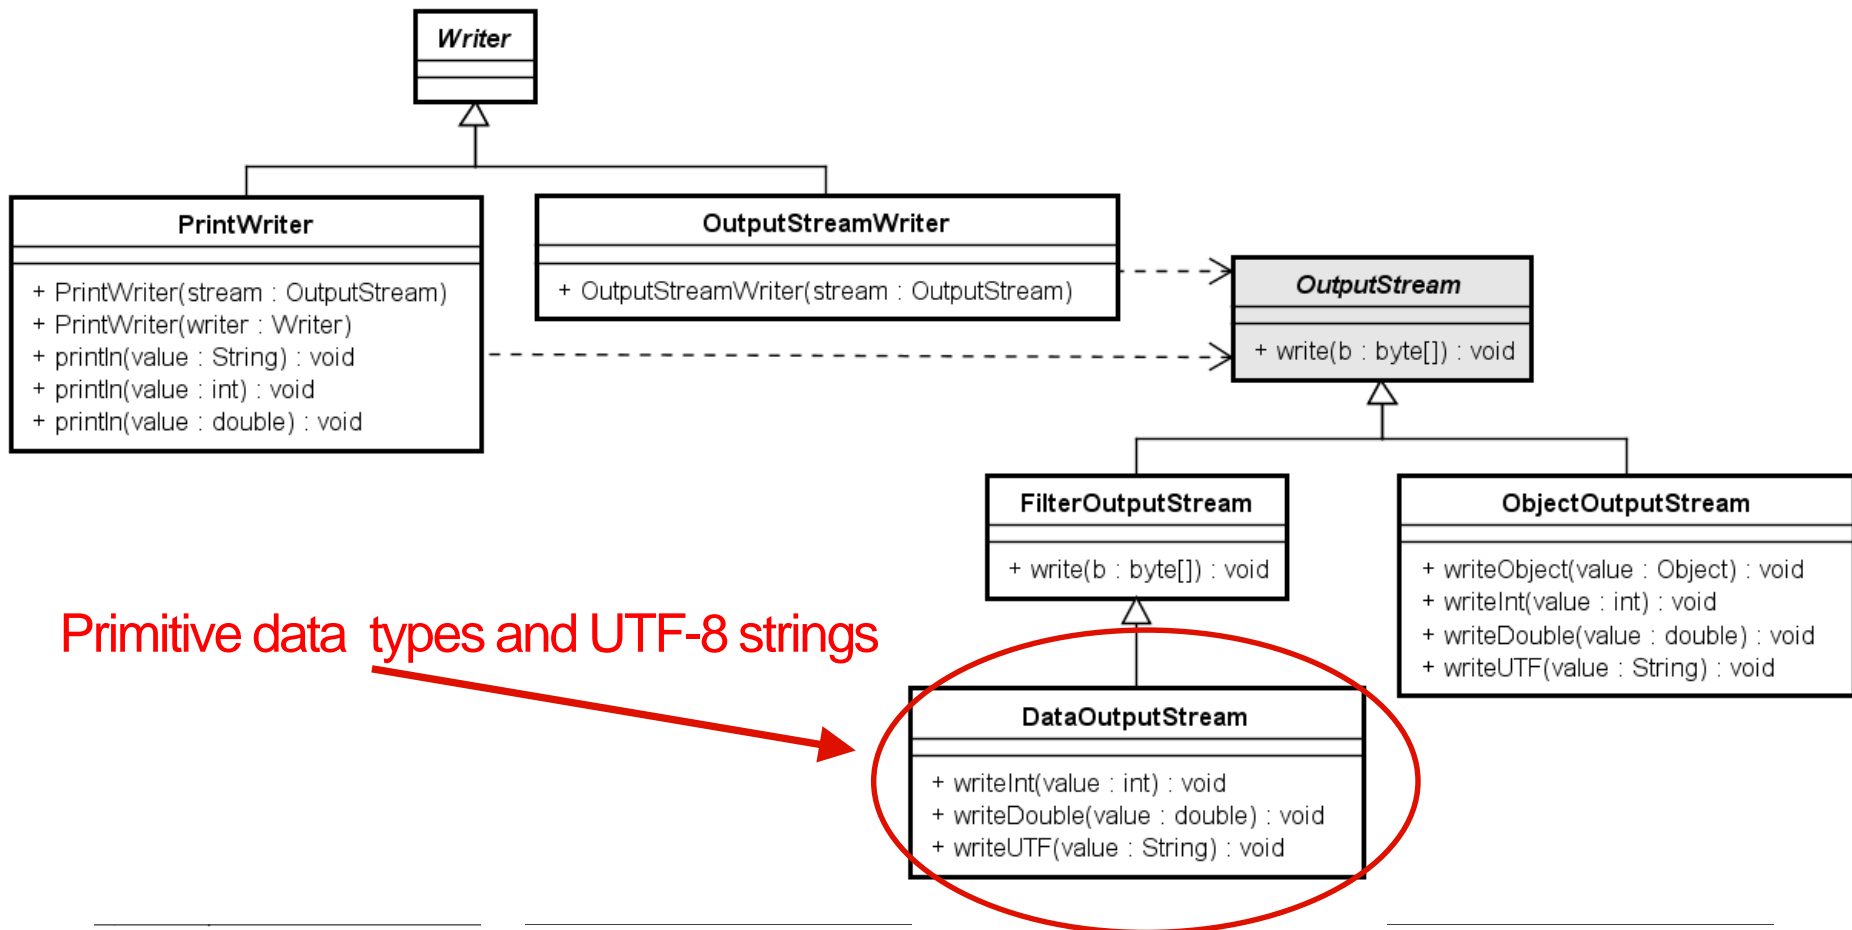 Writer
PrintWriter
+ PrintWriter(stream : OutputStream)
+ PrintWriter(writer : Writer)
+ println(value : String) : void
+ println(value : int) : void
+ println(value : double) : void
OutputStreamWriter
+ OutputStreamWriter(stream : OutputStream)
OutputStream
+ write(b : byte[]) : void
FilterOutputStream
+ write(b : byte[]) : void
ObjectOutputStream
+ writeObject(value : Object) : void
+ writeInt(value : int) : void
+ writeDouble(value : double) : void
+ writeUTF(value : String) : void
Primitive data types and UTF-8 strings
DataOutputStream
+ writeInt(value : int) : void
+ writeDouble(value : double) : void
+ writeUTF(value : String) : void